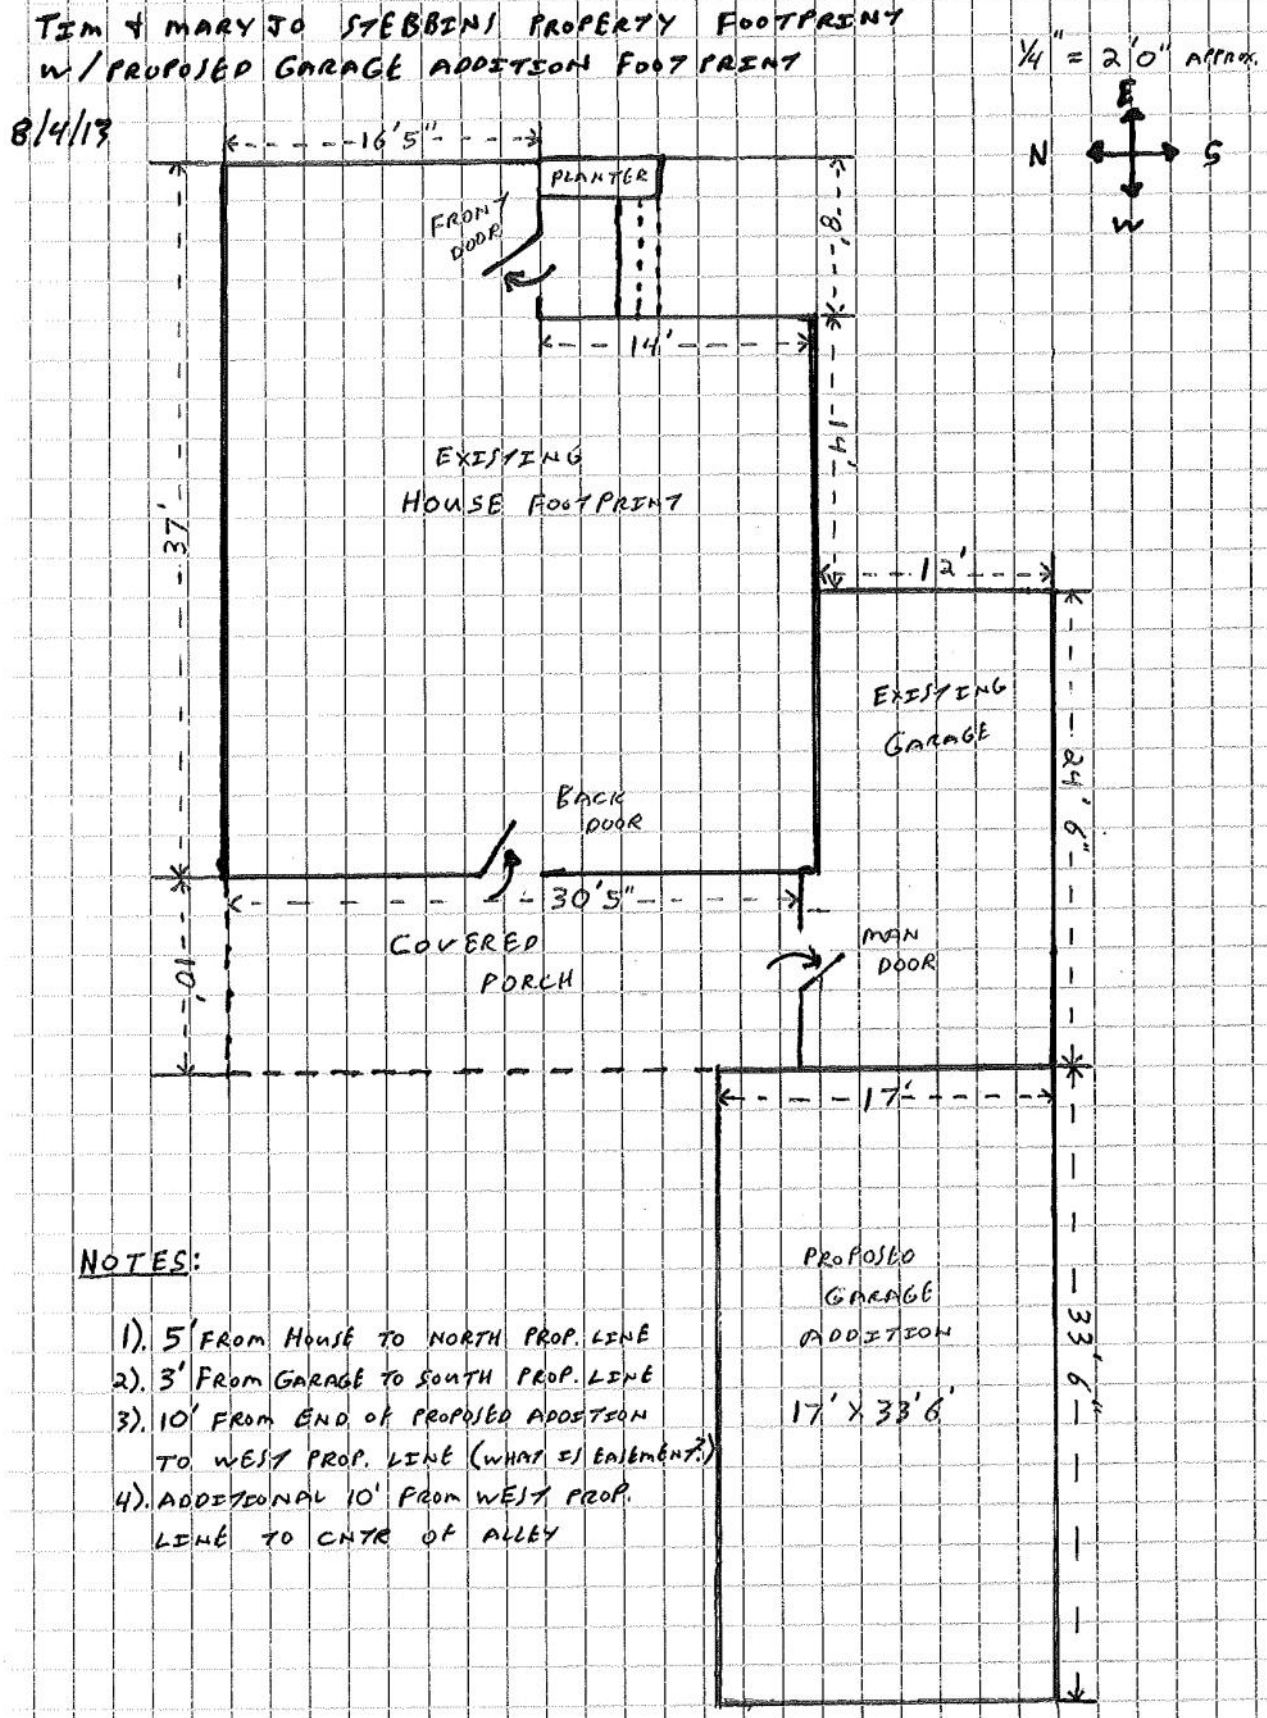 TIM & MARY JO STEBBINS PROPERTY FOOTPRINT
W/ PROPOSED GARAGE ADDITION FOOTPRINT
1/4" = 2'0" APPROX.
8/4/13
E
N S
W
16'5"
PLANTER
FRONT
DOOR
8'
14'
14'
EXISTING
HOUSE FOOTPRINT
37'
12'
EXISTING
GARAGE
24'6"
BACK
DOOR
30'5"
COVERED
PORCH
MAN
DOOR
10'
17'
NOTES:
1). 5' FROM HOUSE TO NORTH PROP. LINE
2). 3' FROM GARAGE TO SOUTH PROP. LINE
3). 10' FROM END OF PROPOSED ADDITION
TO WEST PROP. LINE (WHAT IS EASEMENT?)
4). ADDITIONAL 10' FROM WEST PROP.
LINE TO CNTR OF ALLEY
PROPOSED
GARAGE
ADDITION
17' X 33'6'
33'6"